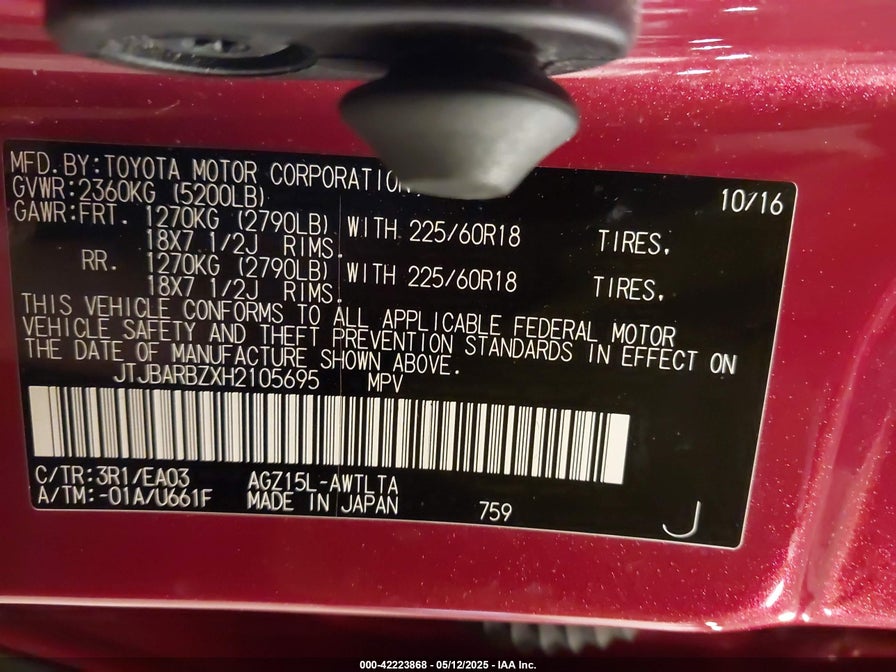 MFD. BY: TOYOTA MOTOR CORPORATION 10/16
GVWR: 2360KG (5200LB)
GAWR: FRT. 1270KG (2790LB) WITH 225/60R18 TIRES.
18X7 1/2J RIMS.
RR. 1270KG (2790LB) WITH 225/60R18 TIRES.
18X7 1/2J RIMS.
THIS VEHICLE CONFORMS TO ALL APPLICABLE FEDERAL MOTOR
VEHICLE SAFETY AND THEFT PREVENTION STANDARDS IN EFFECT ON
THE DATE OF MANUFACTURE SHOWN ABOVE.
JTJBARBZXH2105695 MPV
C/TR: 3R1/EA03 AGZ15L-AWTLTA
A/TM: -01A/U661F MADE IN JAPAN 759 J
000-42223868 - 05/12/2025 - IAA Inc.